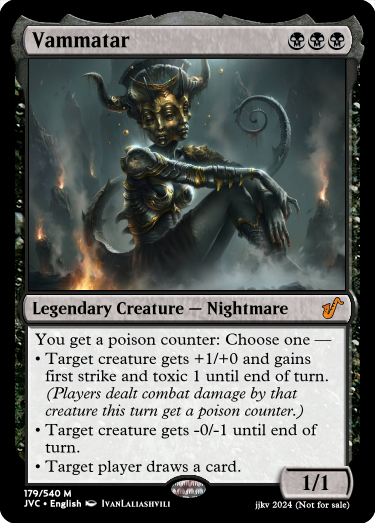 Vammatar
Legendary Creature — Nightmare
You get a poison counter: Choose one —
• Target creature gets +1/+0 and gains
first strike and toxic 1 until end of turn.
(Players dealt combat damage by that
creature this turn get a poison counter.)
• Target creature gets -0/-1 until end of
turn.
• Target player draws a card.
1/1
179/540 M
JVC • English IvanLaliashvili
jjkv 2024 (Not for sale)